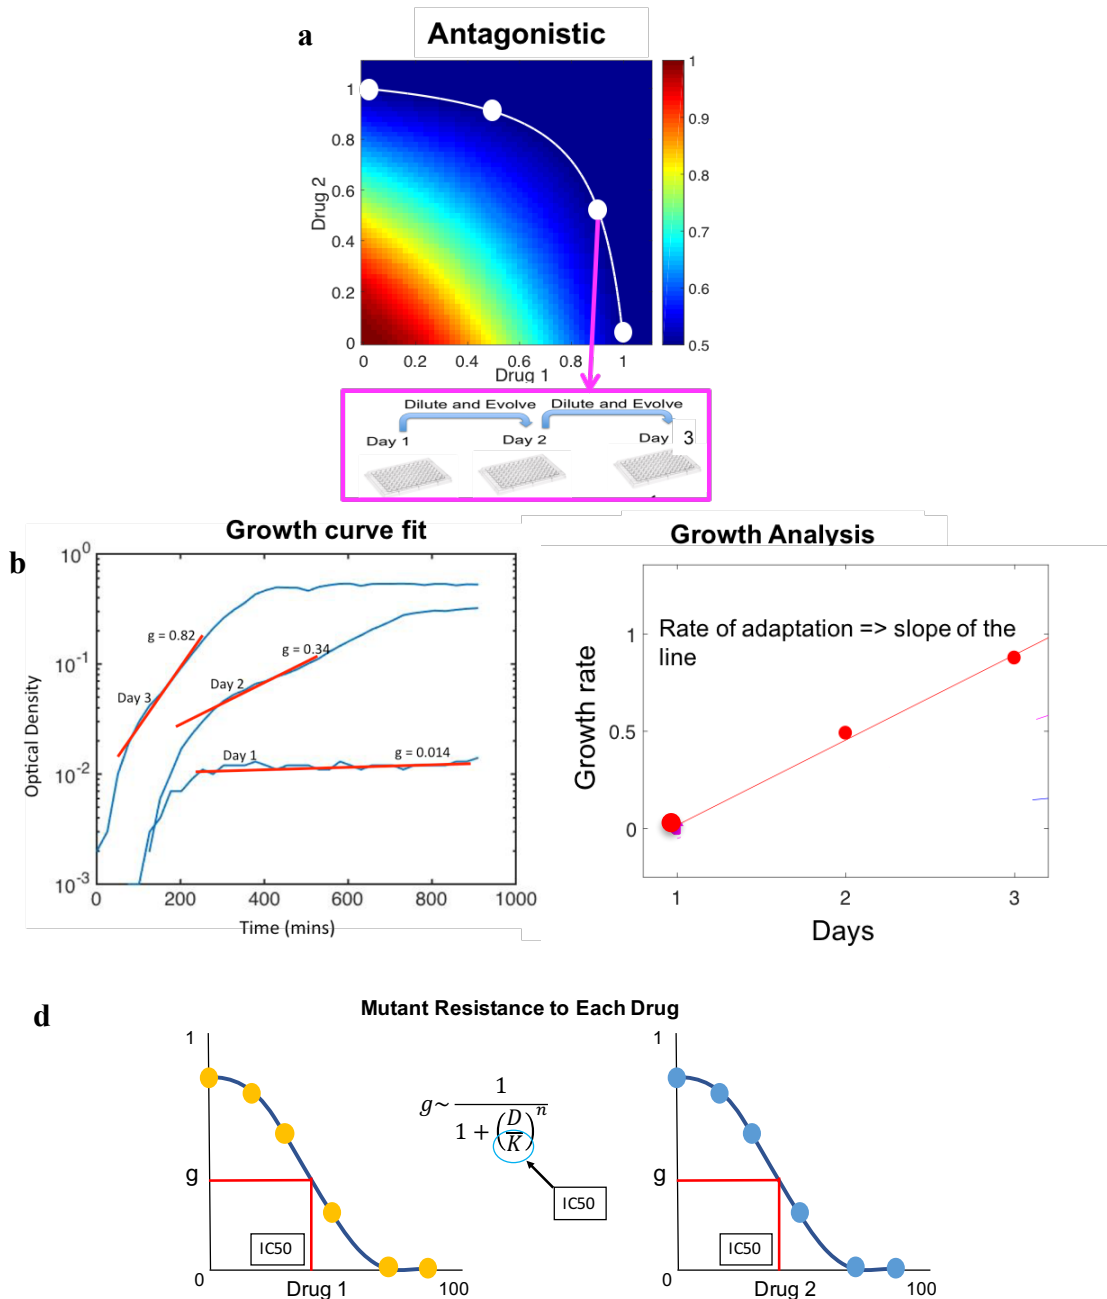 a
Antagonistic
1
0.8
0.6
0.4
0.2
0
Drug 2
0
0.2
0.4
0.6
0.8
1
Drug 1
1
0.9
0.8
0.7
0.6
0.5
Dilute and Evolve
Dilute and Evolve
Day 1
Day 2
Day 3
b
Growth curve fit
10^0
10^-1
10^-2
10^-3
Optical Density
g = 0.82
g = 0.34
Day 3
Day 2
Day 1
g = 0.014
0
200
400
600
800
1000
Time (mins)
Growth Analysis
Rate of adaptation => slope of the
line
1
0.5
0
Growth rate
1
2
3
Days
d
Mutant Resistance to Each Drug
1
g
IC50
0
Drug 1
100
g~ 1 / (1 + (D/K)^n)
IC50
1
g
IC50
0
Drug 2
100